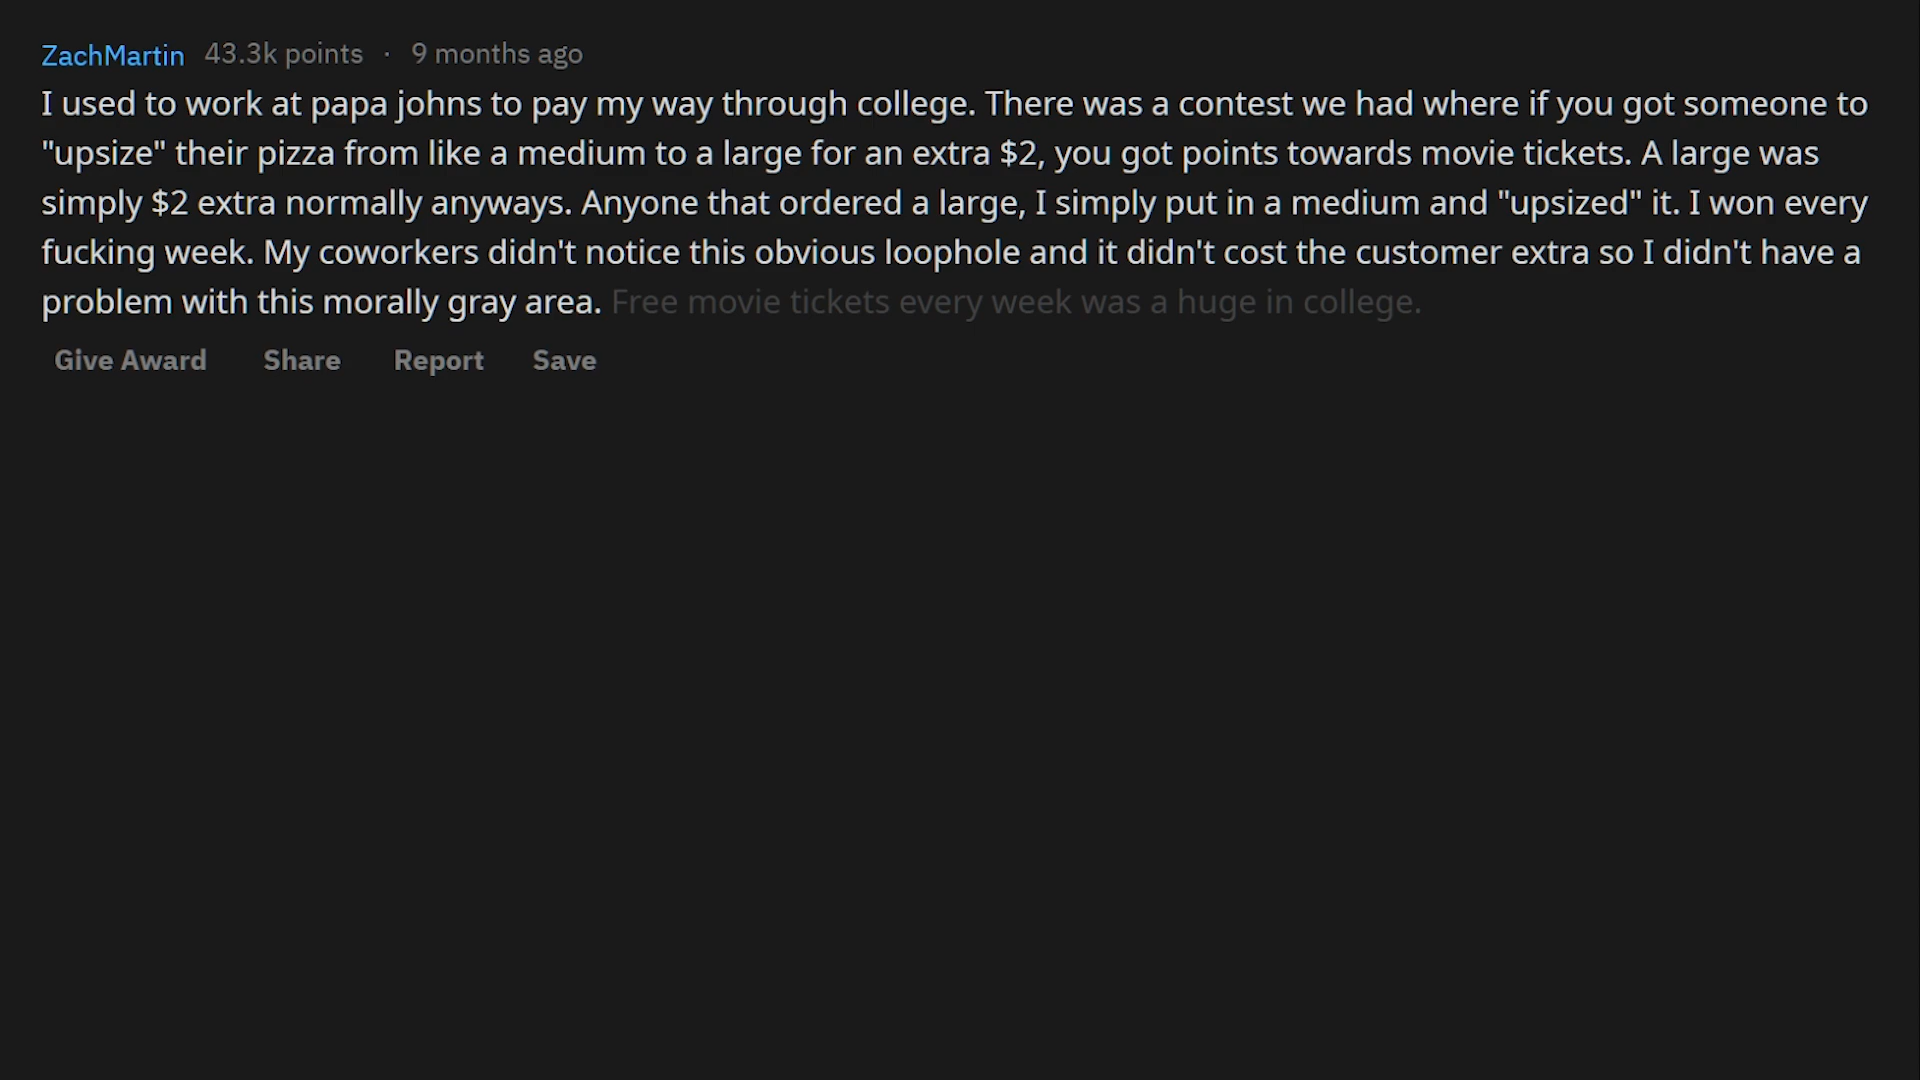 ZachMartin 43.3k points · 9 months ago
I used to work at papa johns to pay my way through college. There was a contest we had where if you got someone to
"upsize" their pizza from like a medium to a large for an extra $2, you got points towards movie tickets. A large was
simply $2 extra normally anyways. Anyone that ordered a large, I simply put in a medium and "upsized" it. I won every
fucking week. My coworkers didn't notice this obvious loophole and it didn't cost the customer extra so I didn't have a
problem with this morally gray area. Free movie tickets every week was a huge in college.
Give Award Share Report Save